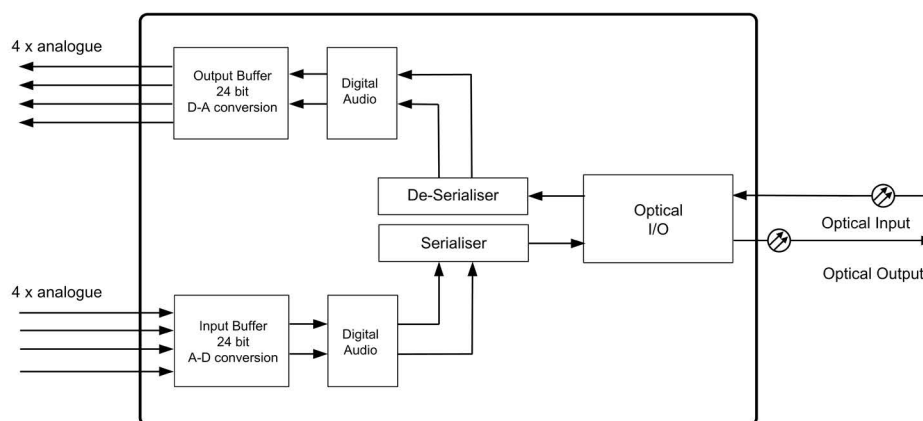 4 x analogue
Output Buffer
24 bit
D-A conversion
Digital
Audio
De-Serialiser
Optical
I/O
Optical Input
Serialiser
Optical Output
4 x analogue
Input Buffer
24 bit
A-D conversion
Digital
Audio